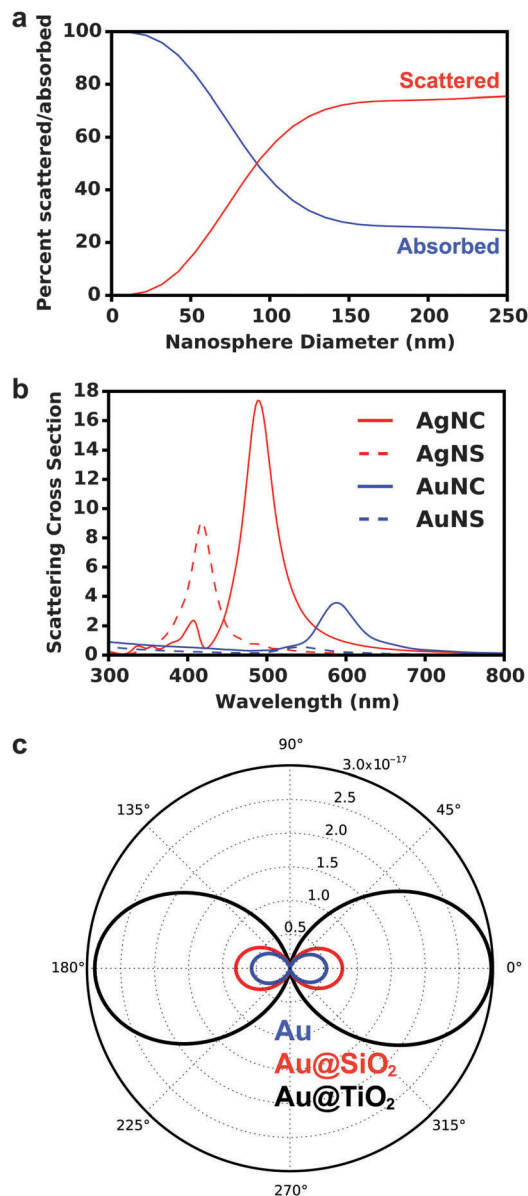 a
Percent scattered/absorbed
100
80
60
40
20
0
Scattered
Absorbed
0 50 100 150 200 250
Nanosphere Diameter (nm)
b
Scattering Cross Section
18
16
14
12
10
8
6
4
2
0
AgNC
AgNS
AuNC
AuNS
300 400 500 600 700 800
Wavelength (nm)
c
90°
3.0x10⁻¹⁷
135°
2.5
45°
2.0
1.5
1.0
0.5
180°
0°
Au
Au@SiO₂
Au@TiO₂
225°
315°
270°